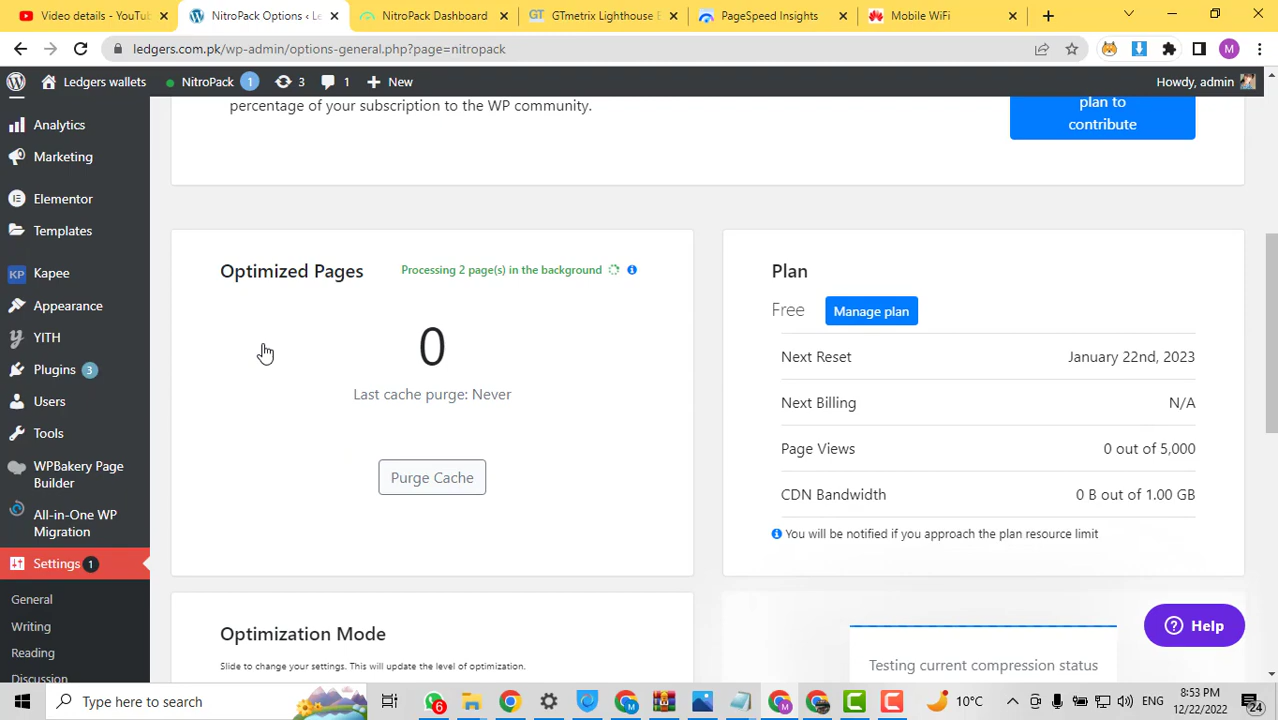 Video details - YouTu
NitroPack Options ‹ Le
NitroPack Dashboard
GTmetrix Lighthouse E
PageSpeed Insights
Mobile WiFi
ledgers.com.pk/wp-admin/options-general.php?page=nitropack
M
Ledgers wallets
NitroPack 1
3
1
New
Howdy, admin
Analytics
Marketing
Elementor
Templates
KP Kapee
Appearance
YITH
Plugins 3
Users
Tools
WPBakery Page
Builder
All-in-One WP
Migration
Settings 1
General
Writing
Reading
Discussion
percentage of your subscription to the WP community.
plan to
contribute
Optimized Pages
Processing 2 page(s) in the background
0
Last cache purge: Never
Purge Cache
Plan
Free
Manage plan
Next Reset
January 22nd, 2023
Next Billing
N/A
Page Views
0 out of 5,000
CDN Bandwidth
0 B out of 1.00 GB
You will be notified if you approach the plan resource limit
Optimization Mode
Slide to change your settings. This will update the level of optimization.
Testing current compression status
Help
Type here to search
6
10°C
8:53 PM
12/22/2022
24